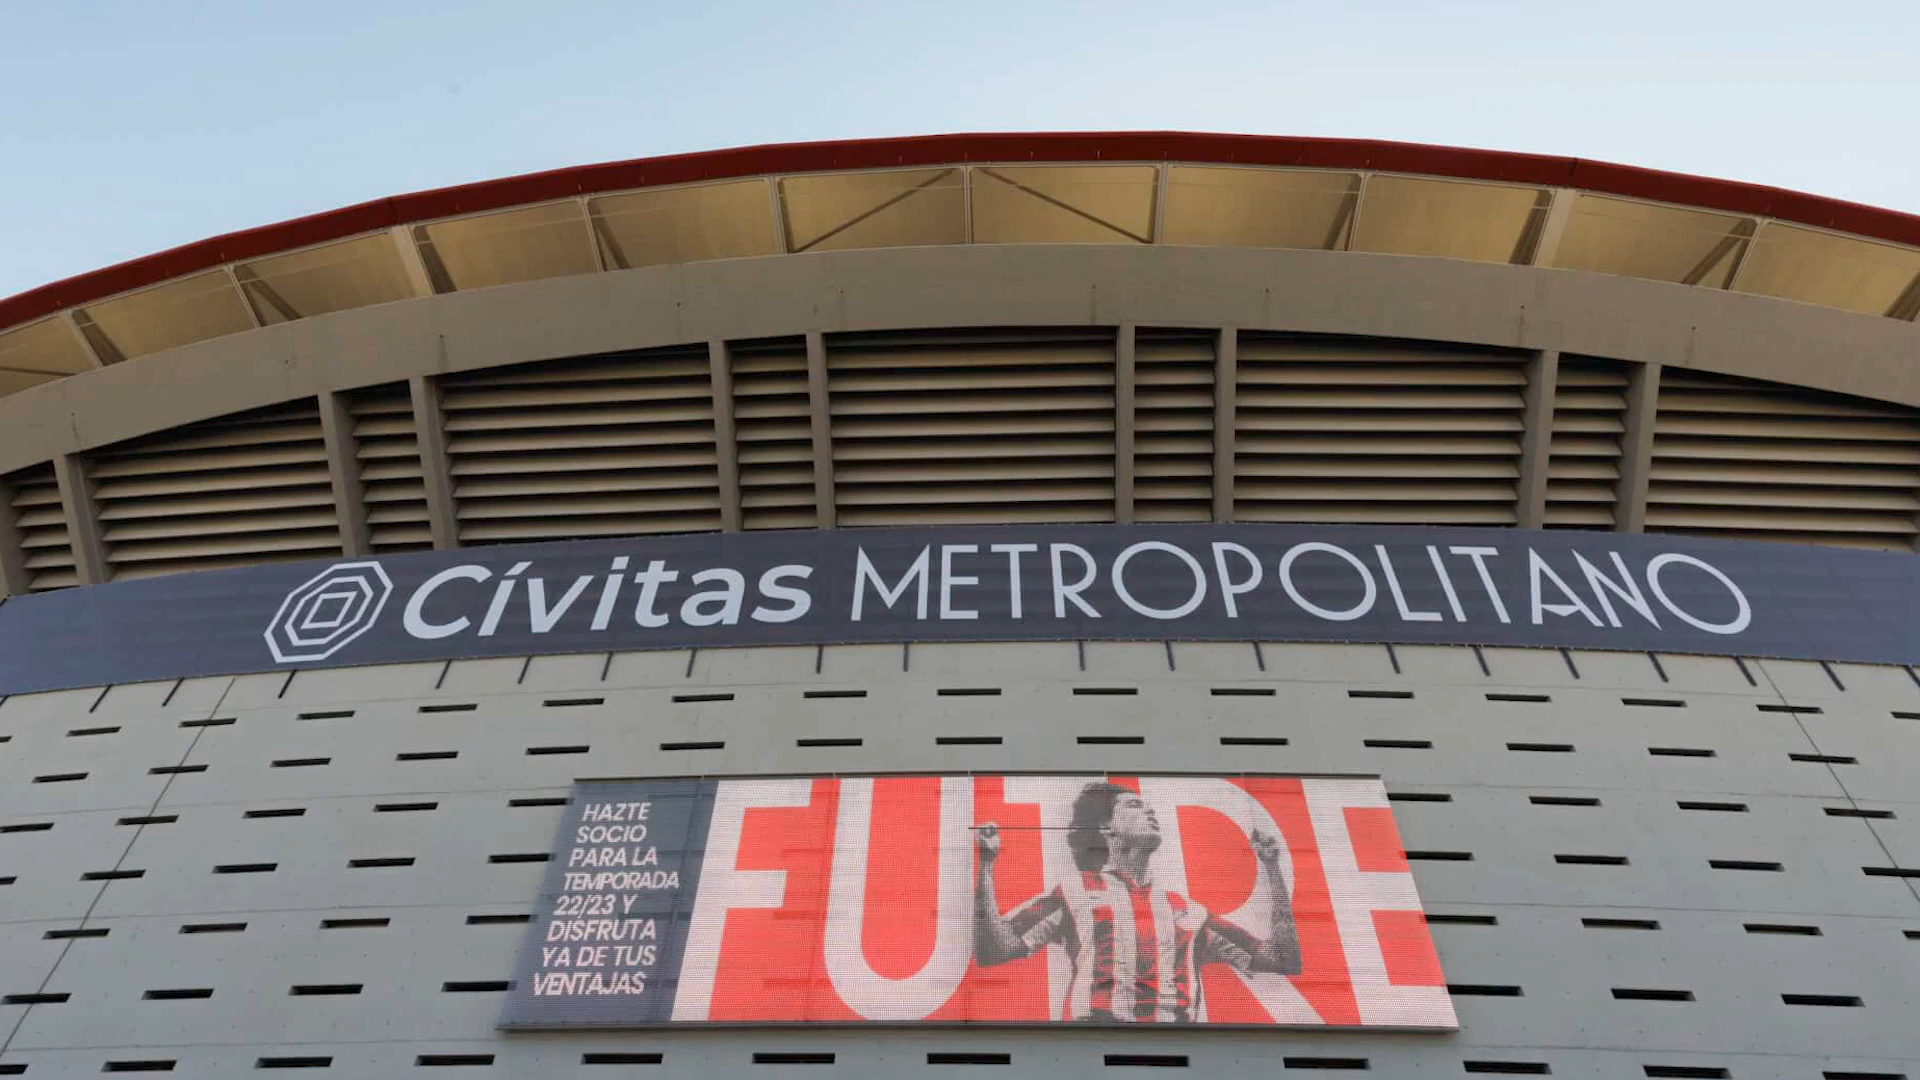 Cívitas METROPOLITANO
HAZTE
SOCIO
PARA LA
TEMPORADA
22/23 Y
DISFRUTA
YA DE TUS
VENTAJAS
FUTRE